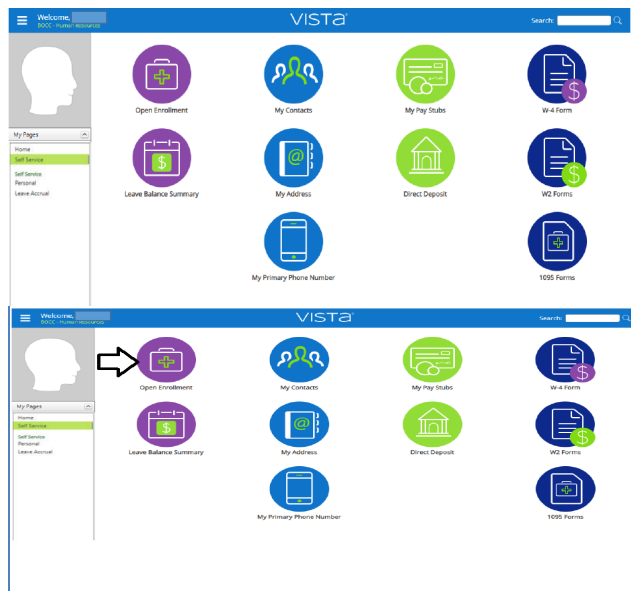 Welcome,
BOCC - Human Resources
VISTA
Search:
Open Enrollment
My Contacts
My Pay Stubs
W-4 Form
My Pages
Home
Self Service
Self Service
Personal
Leave Accrual
Leave Balance Summary
My Address
Direct Deposit
W2 Forms
My Primary Phone Number
1095 Forms
Welcome,
BOCC - Human Resources
VISTA
Search:
Open Enrollment
My Contacts
My Pay Stubs
W-4 Form
My Pages
Home
Self Service
Self Service
Personal
Leave Accrual
Leave Balance Summary
My Address
Direct Deposit
W2 Forms
My Primary Phone Number
1095 Forms